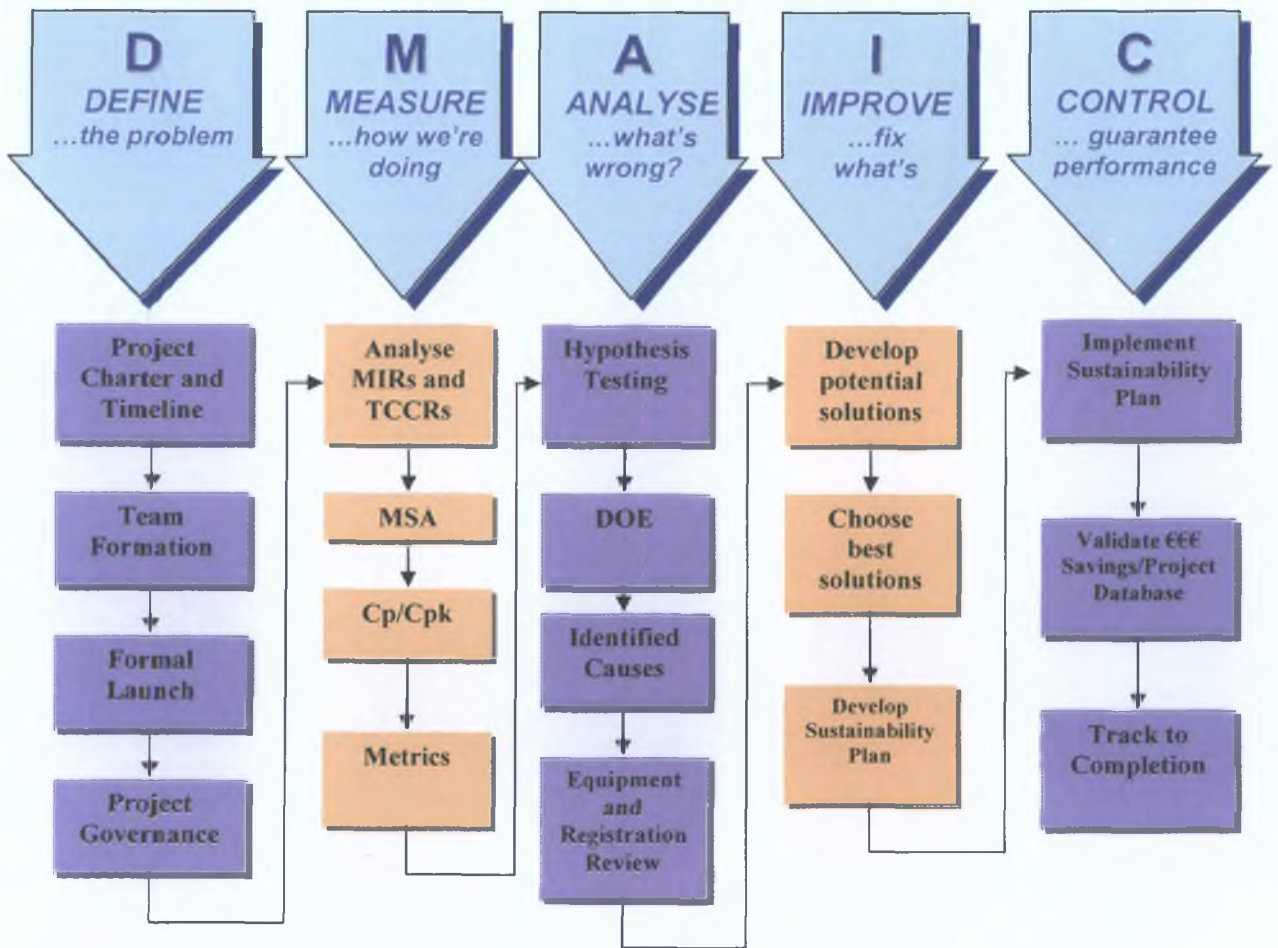 D
DEFINE
...the problem
M
MEASURE
...how we're
doing
A
ANALYSE
...what's
wrong?
I
IMPROVE
...fix
what's
C
CONTROL
... guarantee
performance
Project
Charter and
Timeline
Team
Formation
Formal
Launch
Project
Governance
Analyse
MIRs and
TCCRs
MSA
Cp/Cpk
Metrics
Hypothesis
Testing
DOE
Identified
Causes
Equipment
and
Registration
Review
Develop
potential
solutions
Choose
best
solutions
Develop
Sustainability
Plan
Implement
Sustainability
Plan
Validate €€€
Savings/Project
Database
Track to
Completion